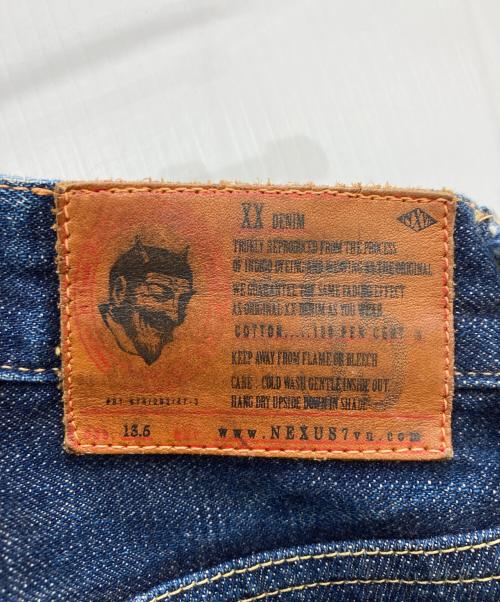 XX DENIM
NXV
TRUELY REPRODUCED FROM THE PROCESS
OF INDIGO DYEING AND WEAVING AS THE ORIGINAL
WE GUARANTEE THE SAME FADING EFFECT
AS ORIGINAL XX DENIM AS YOU WEAR
COTTON.....100 PER CENT
KEEP AWAY FROM FLAME OR BLEECH
CARE : COLD WASH GENTLE INSIDE OUT.
HANG DRY UPSIDE DOWN IN SHADE
13.5
www.NEXUS7vn.com